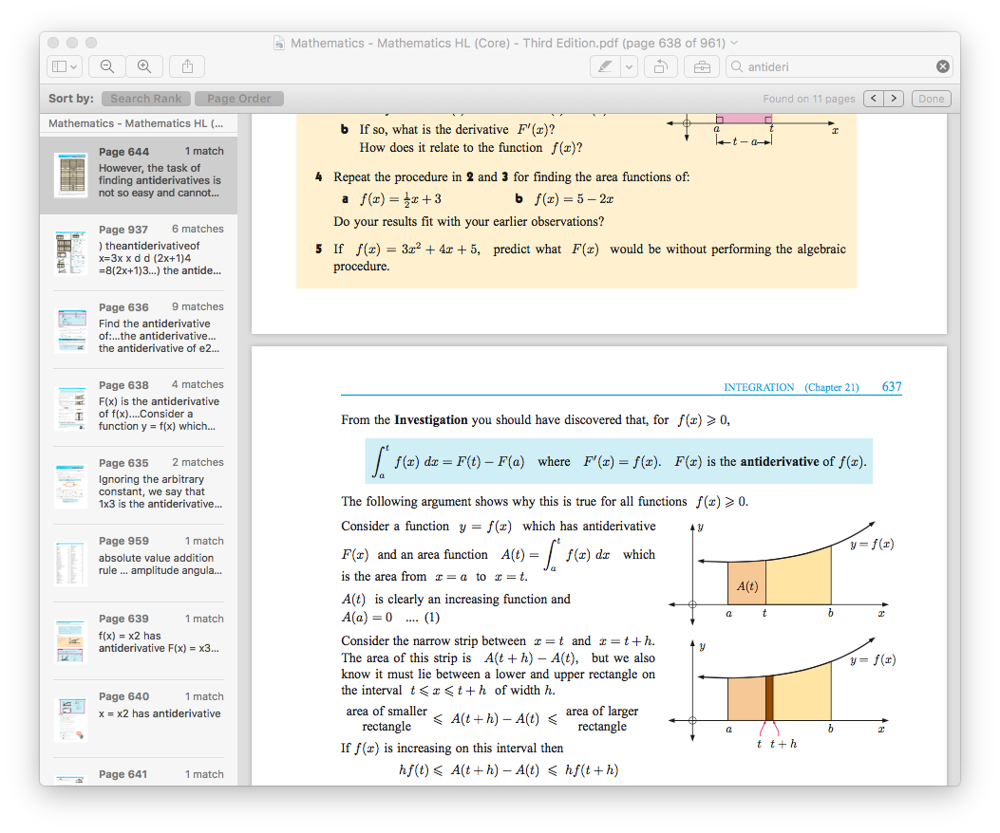 Mathematics - Mathematics HL (Core) - Third Edition.pdf (page 638 of 961)
antideri
Sort by: Search Rank Page Order
Found on 11 pages < > Done
Mathematics - Mathematics HL (...
Page 644 1 match
However, the task of
finding antiderivatives is
not so easy and cannot...
Page 937 6 matches
) theantiderivativeof
x=3x x d d (2x+1)4
=8(2x+1)3...) the antide...
Page 636 9 matches
Find the antiderivative
of:...the antiderivative...
the antiderivative of e2...
Page 638 4 matches
F(x) is the antiderivative
of f(x)....Consider a
function y = f(x) which...
Page 635 2 matches
Ignoring the arbitrary
constant, we say that
1x3 is the antiderivative...
Page 959 1 match
absolute value addition
rule ... amplitude angula...
Page 639 1 match
f(x) = x2 has
antiderivative F(x) = x3...
Page 640 1 match
x = x2 has antiderivative
Page 641 1 match
b If so, what is the derivative F′(x)?
How does it relate to the function f(x)?
a t x
t − a
4 Repeat the procedure in 2 and 3 for finding the area functions of:
a f(x) = ½x + 3 b f(x) = 5 − 2x
Do your results fit with your earlier observations?
5 If f(x) = 3x² + 4x + 5, predict what F(x) would be without performing the algebraic
procedure.
INTEGRATION (Chapter 21) 637
From the Investigation you should have discovered that, for f(x) ⩾ 0,
∫ₐᵗ f(x) dx = F(t) − F(a) where F′(x) = f(x). F(x) is the antiderivative of f(x).
The following argument shows why this is true for all functions f(x) ⩾ 0.
Consider a function y = f(x) which has antiderivative
F(x) and an area function A(t) = ∫ₐᵗ f(x) dx which
is the area from x = a to x = t.
A(t) is clearly an increasing function and
A(a) = 0 .... (1)
y
y = f(x)
A(t)
a t b x
Consider the narrow strip between x = t and x = t + h.
The area of this strip is A(t + h) − A(t), but we also
know it must lie between a lower and upper rectangle on
the interval t ⩽ x ⩽ t + h of width h.
area of smaller rectangle ⩽ A(t + h) − A(t) ⩽ area of larger rectangle
If f(x) is increasing on this interval then
hf(t) ⩽ A(t + h) − A(t) ⩽ hf(t + h)
y
y = f(x)
a b x
t t + h